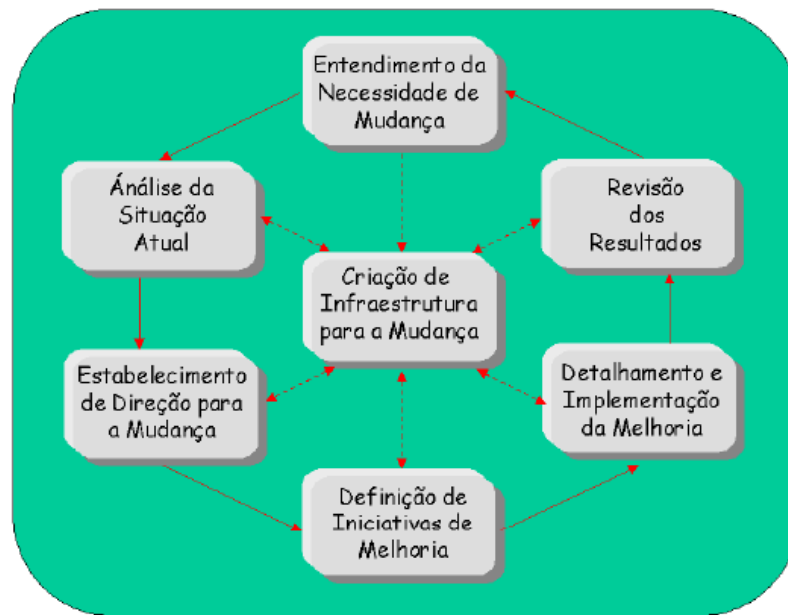 Entendimento da
Necessidade de
Mudança
Ánálise da
Situação
Atual
Revisão
dos
Resultados
Criação de
Infraestrutura
para a Mudança
Estabelecimento
de Direção para
a Mudança
Detalhamento e
Implementação
da Melhoria
Definição de
Iniciativas de
Melhoria